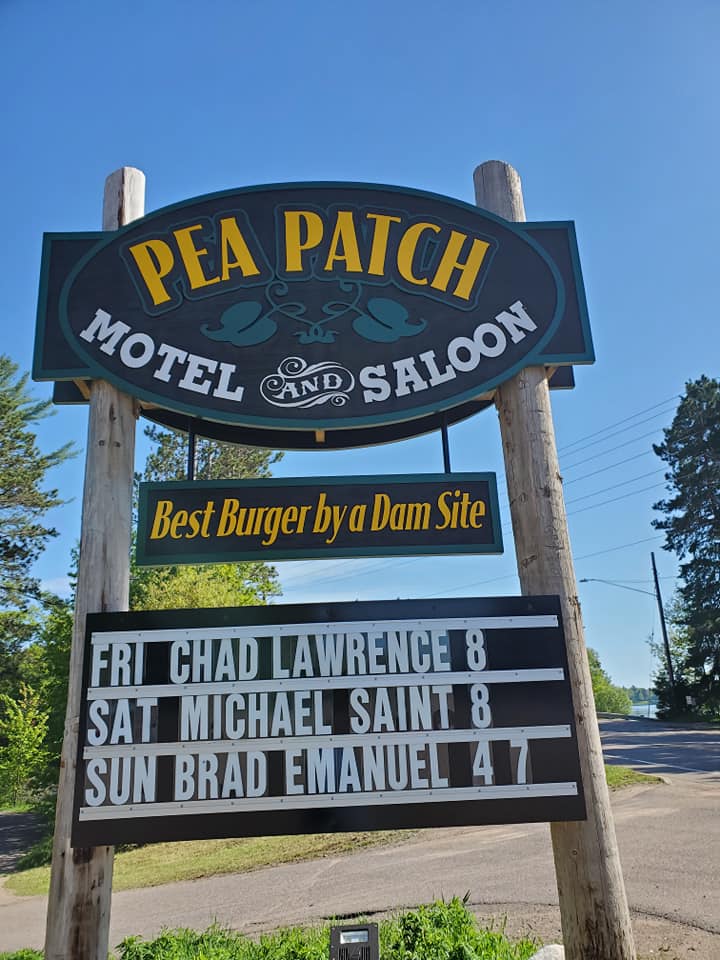 PEA PATCH
MOTEL AND SALOON
Best Burger by a Dam Site
FRI CHAD LAWRENCE 8
SAT MICHAEL SAINT 8
SUN BRAD EMANUEL 4 7